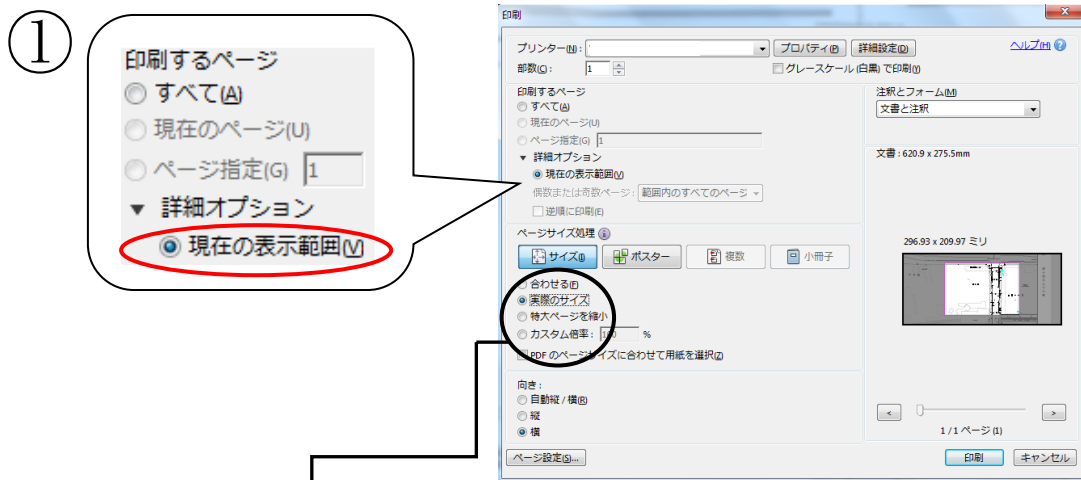 ①
印刷するページ
すべて(A)
現在のページ(U)
ページ指定(G) 1
▼ 詳細オプション
現在の表示範囲(V)
印刷
プリンター(N): プロパティ(P) 詳細設定(D) ヘルプ(H)
部数(C): 1 グレースケール (白黒) で印刷(Y)
印刷するページ
すべて(A)
現在のページ(U)
ページ指定(G) 1
▼ 詳細オプション
現在の表示範囲(V)
偶数または奇数ページ: 範囲内のすべてのページ
逆順に印刷(E)
ページサイズ処理
サイズ(I) ポスター 複数 小冊子
合わせる(F)
実際のサイズ
特大ページを縮小
カスタム倍率: %
PDF のページサイズに合わせて用紙を選択(Z)
向き:
自動縦 / 横(R)
縦
横
ページ設定(S)...
注釈とフォーム(M)
文書と注釈
文書: 620.9 x 275.5mm
296.93 x 209.97 ミリ
< >
1 / 1 ページ (1)
印刷 キャンセル